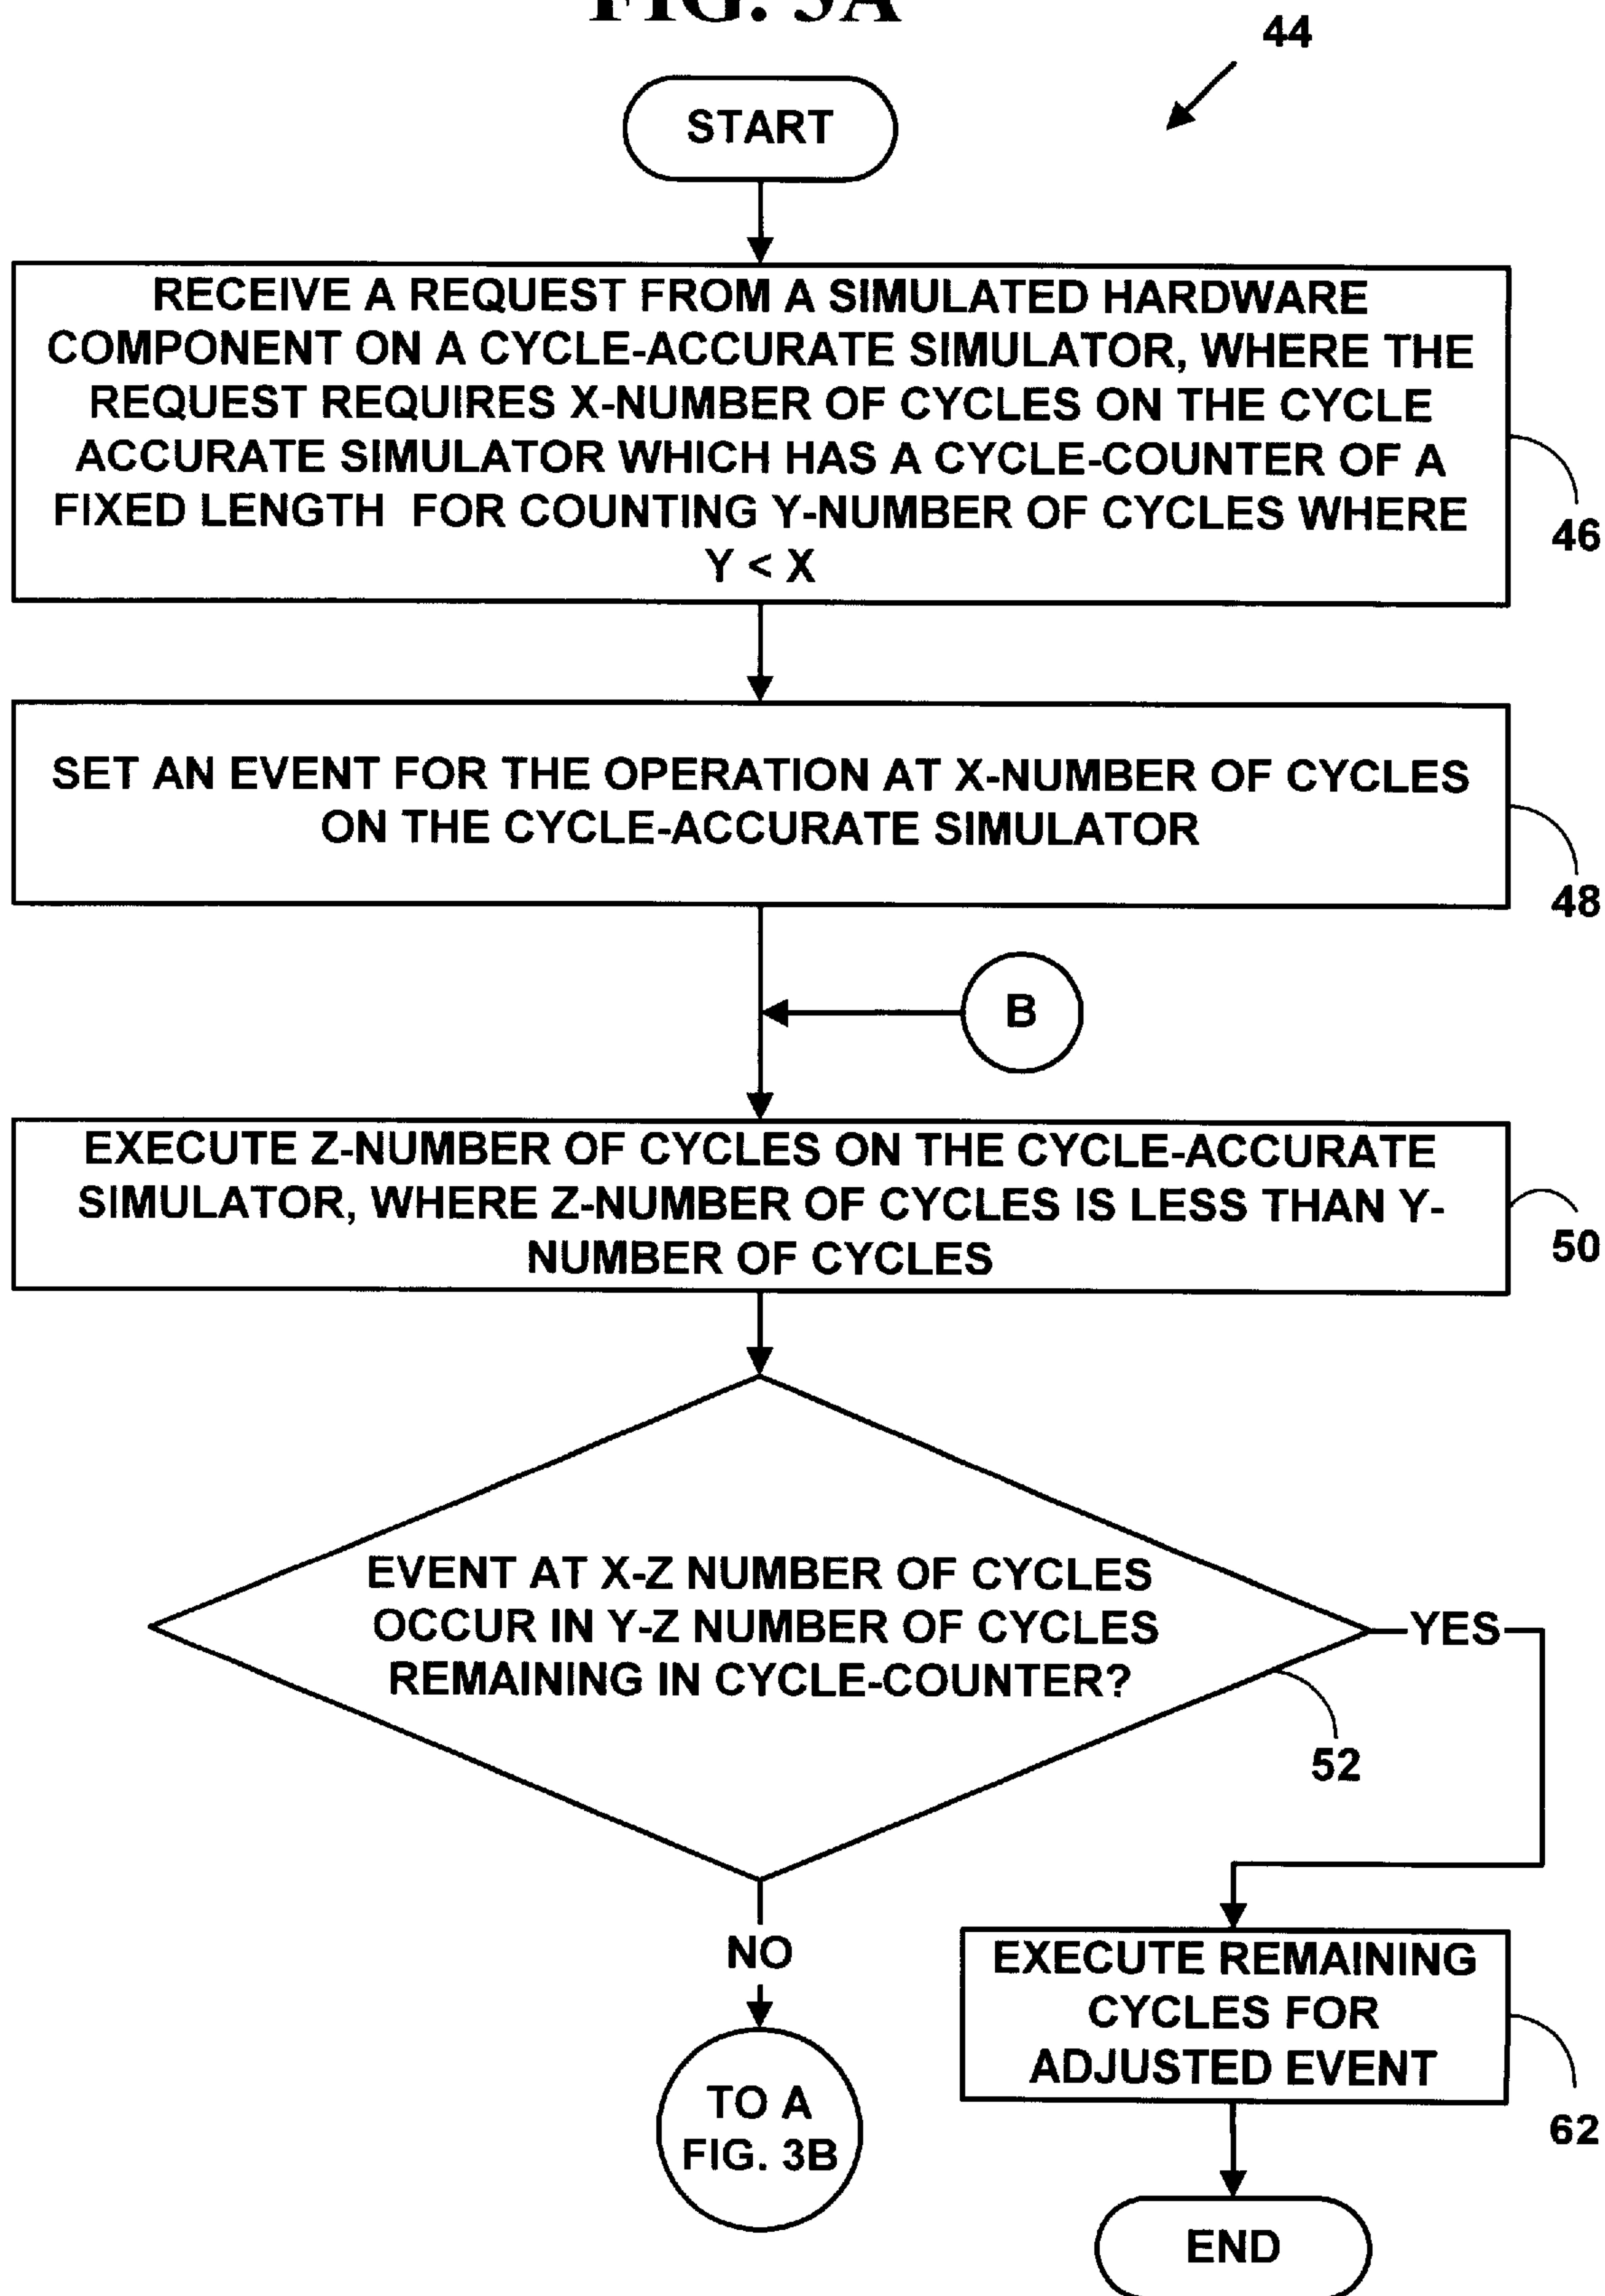 44
START
RECEIVE A REQUEST FROM A SIMULATED HARDWARE
COMPONENT ON A CYCLE-ACCURATE SIMULATOR, WHERE THE
REQUEST REQUIRES X-NUMBER OF CYCLES ON THE CYCLE
ACCURATE SIMULATOR WHICH HAS A CYCLE-COUNTER OF A
FIXED LENGTH FOR COUNTING Y-NUMBER OF CYCLES WHERE
Y < X
46
SET AN EVENT FOR THE OPERATION AT X-NUMBER OF CYCLES
ON THE CYCLE-ACCURATE SIMULATOR
48
B
EXECUTE Z-NUMBER OF CYCLES ON THE CYCLE-ACCURATE
SIMULATOR, WHERE Z-NUMBER OF CYCLES IS LESS THAN Y-
NUMBER OF CYCLES
50
EVENT AT X-Z NUMBER OF CYCLES
OCCUR IN Y-Z NUMBER OF CYCLES
REMAINING IN CYCLE-COUNTER?
YES
52
NO
EXECUTE REMAINING
CYCLES FOR
ADJUSTED EVENT
62
TO A
FIG. 3B
END